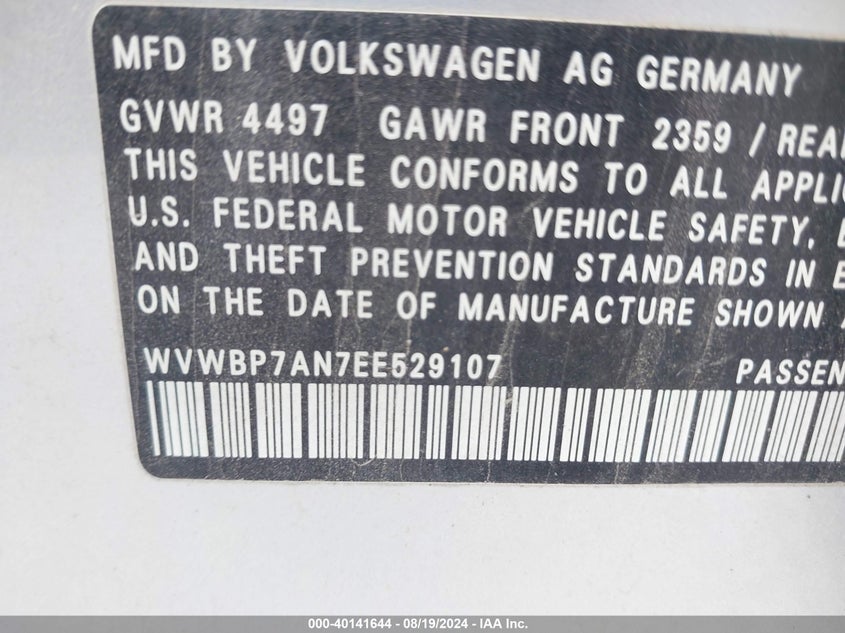 MFD BY VOLKSWAGEN AG GERMANY
GVWR 4497 GAWR FRONT 2359 / REA
THIS VEHICLE CONFORMS TO ALL APPLI
U.S. FEDERAL MOTOR VEHICLE SAFETY,
AND THEFT PREVENTION STANDARDS IN E
ON THE DATE OF MANUFACTURE SHOWN
WVWBP7AN7EE529107 PASSEN
000-40141644 - 08/19/2024 - IAA Inc.